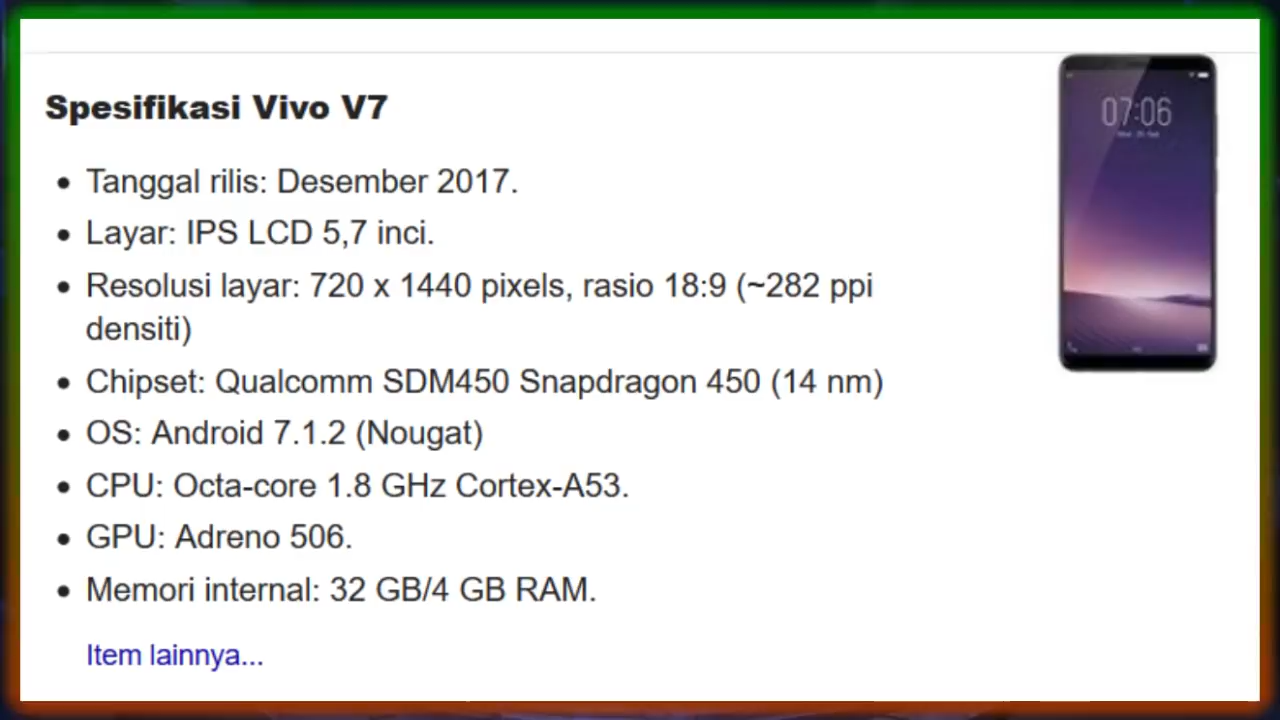 Spesifikasi Vivo V7
07:06
Tanggal rilis: Desember 2017.
Layar: IPS LCD 5,7 inci.
Resolusi layar: 720 x 1440 pixels, rasio 18:9 (~282 ppi
densiti)
Chipset: Qualcomm SDM450 Snapdragon 450 (14 nm)
OS: Android 7.1.2 (Nougat)
CPU: Octa-core 1.8 GHz Cortex-A53.
GPU: Adreno 506.
Memori internal: 32 GB/4 GB RAM.
Item lainnya...